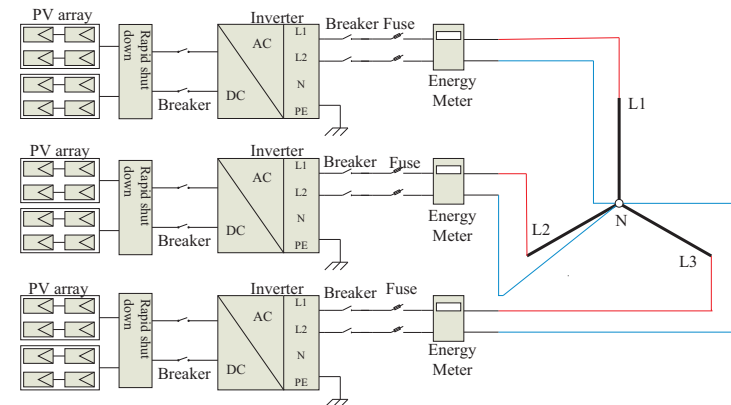 PV array
Rapid shut
down
Breaker
Inverter
AC
DC
L1
L2
N
PE
Breaker Fuse
Energy
Meter
L1
PV array
Rapid shut
down
Breaker
Inverter
AC
DC
L1
L2
N
PE
Breaker Fuse
Energy
Meter
L2
N
L3
PV array
Rapid shut
down
Breaker
Inverter
AC
DC
L1
L2
N
PE
Breaker Fuse
Energy
Meter